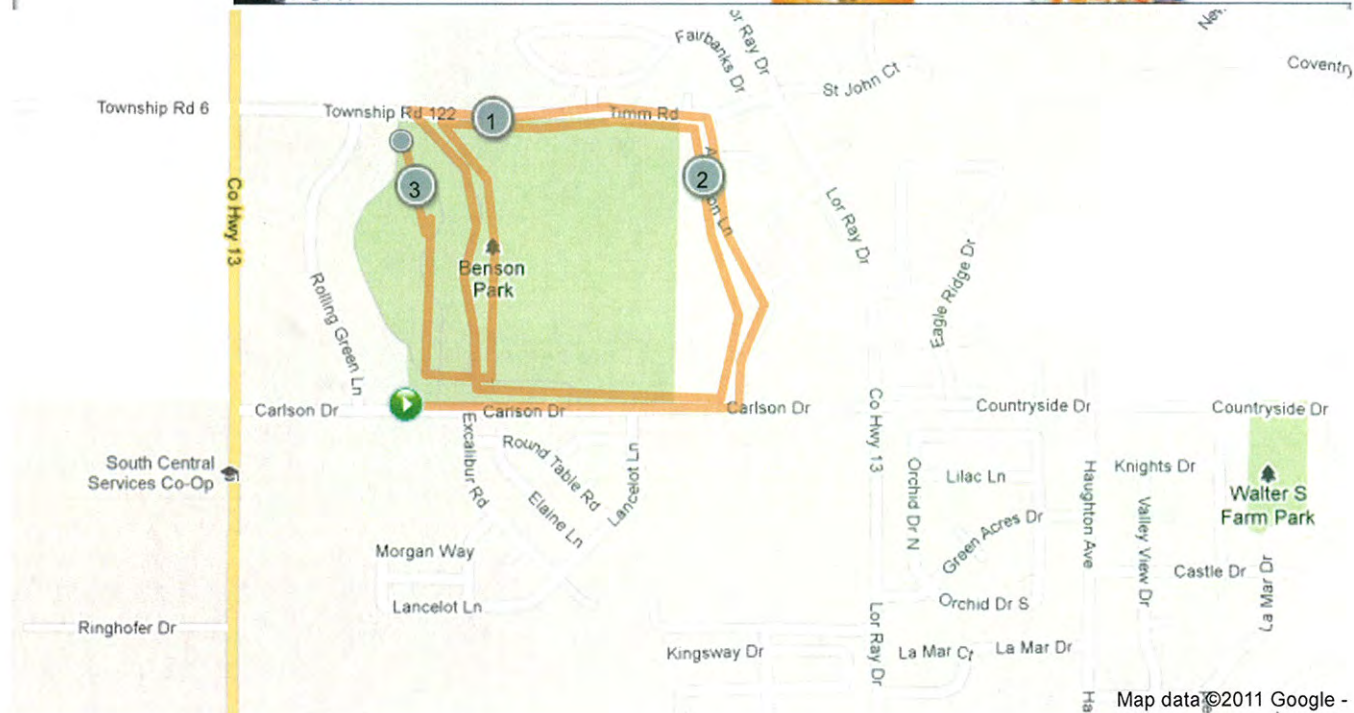 Fairbanks Dr
St John Ct
Township Rd 6
Township Rd 122
1
Timm Rd
3
2
Co Hwy 13
Lor Ray Dr
Benson
Park
Rolling Green Ln
Eagle Ridge Dr
Carlson Dr
Carlson Dr
Carlson Dr
Co Hwy 13
Countryside Dr
Countryside Dr
South Central
Services Co-Op
Excalibur Rd
Round Table Rd
Elaine Ln
Lancelot Ln
Orchid Dr N
Lilac Ln
Haughton Ave
Knights Dr
Valley View Dr
Walter S
Farm Park
Green Acres Dr
Morgan Way
Castle Dr
La Mar Dr
Lancelot Ln
Orchid Dr S
Ringhofer Dr
Lor Ray Dr
Kingsway Dr
La Mar Ct
La Mar Dr
Map data ©2011 Google -